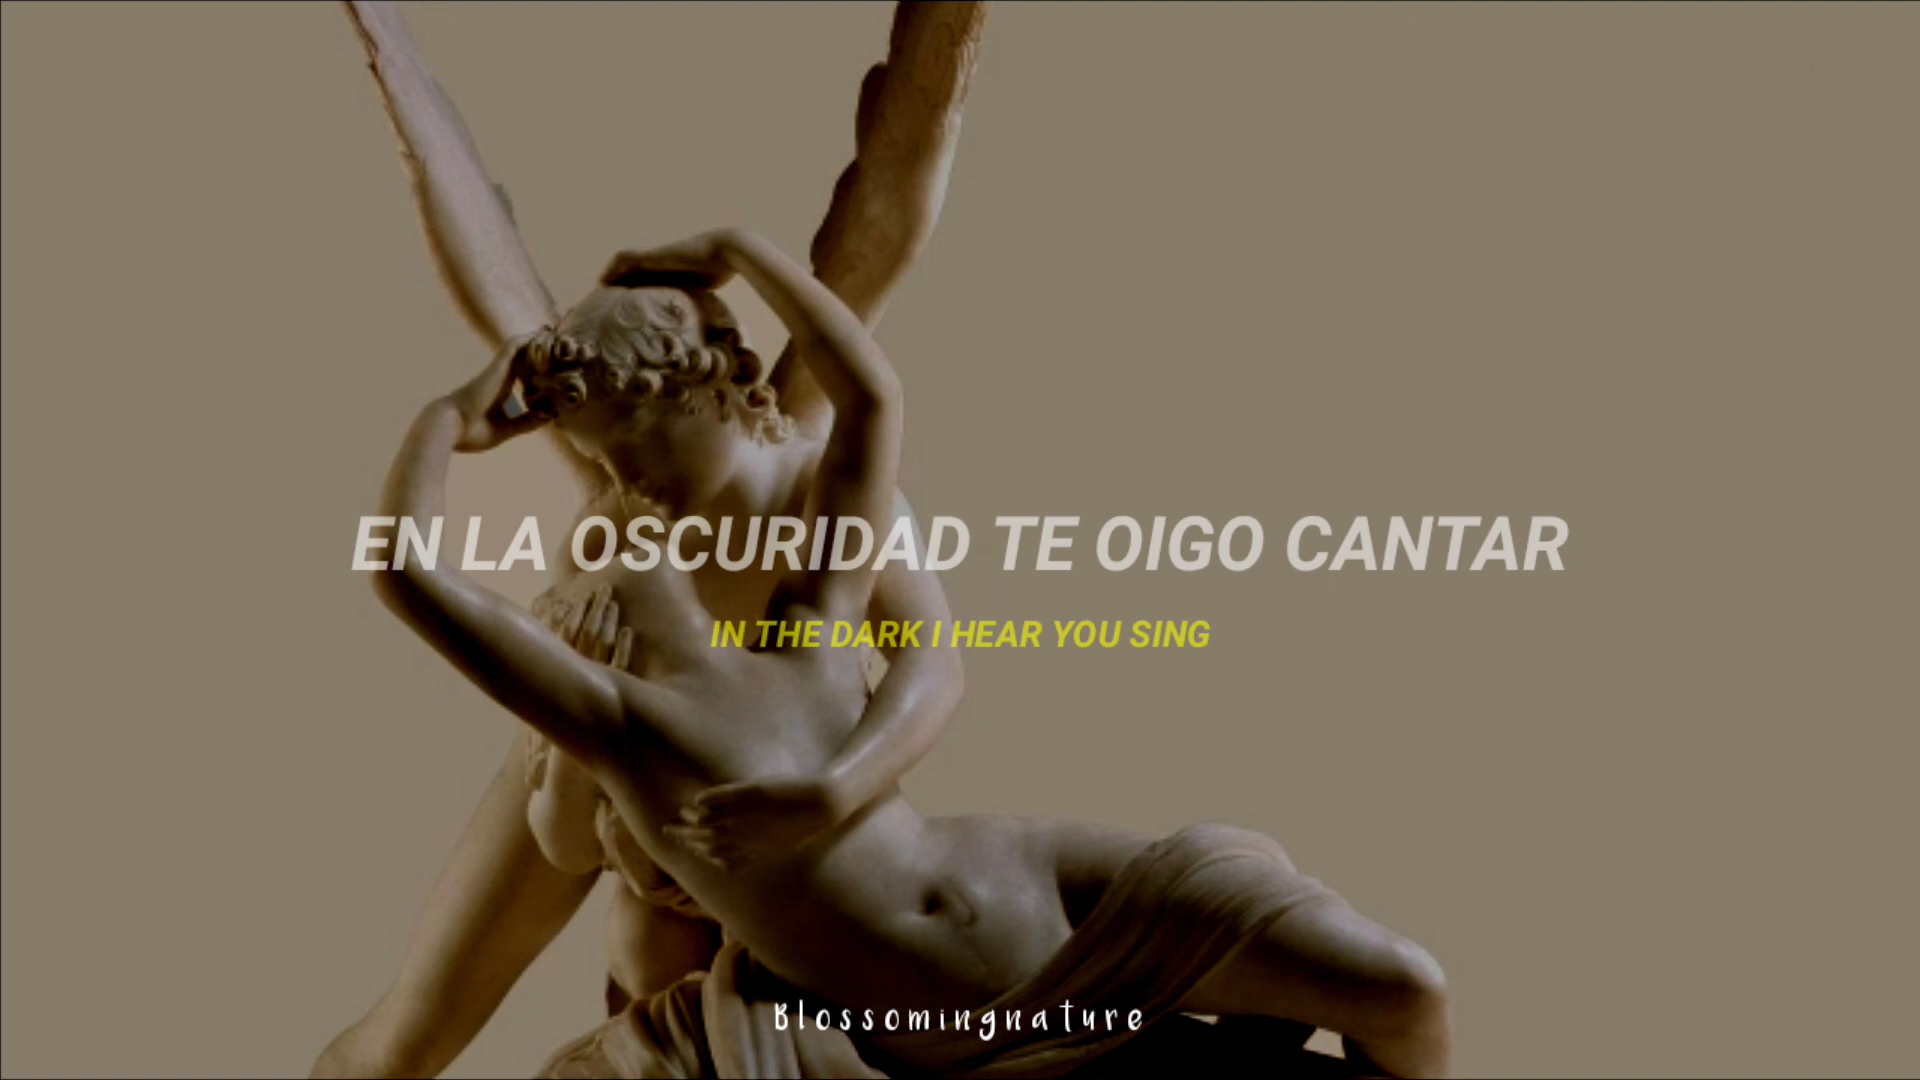 EN LA OSCURIDAD TE OIGO CANTAR
IN THE DARK I HEAR YOU SING
Blossomingnature